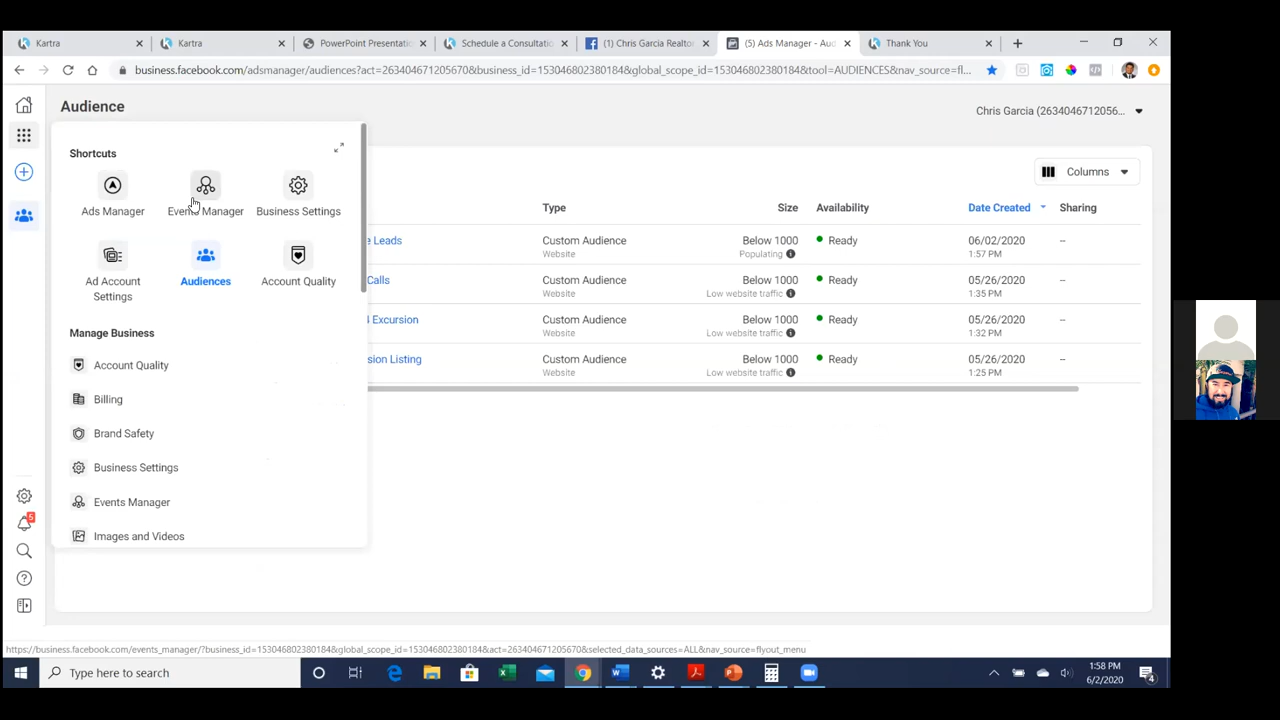 Kartra
Kartra
PowerPoint Presentatio
Schedule a Consultatio
(1) Chris Garcia Realto
(5) Ads Manager - Aud
Thank You
business.facebook.com/adsmanager/audiences?act=263404671205670&business_id=153046802380184&global_scope_id=153046802380184&tool=AUDIENCES&nav_source=fl...
Audience
Chris Garcia (2634046712056...
Shortcuts
Ads Manager
Events Manager
Business Settings
Ad Account
Settings
Audiences
Account Quality
Manage Business
Account Quality
Billing
Brand Safety
Business Settings
Events Manager
Images and Videos
Columns
Type
Size
Availability
Date Created
Sharing
e Leads
Custom Audience
Website
Below 1000
Populating
Ready
06/02/2020
1:57 PM
--
Calls
Custom Audience
Website
Below 1000
Low website traffic
Ready
05/26/2020
1:35 PM
--
4 Excursion
Custom Audience
Website
Below 1000
Low website traffic
Ready
05/26/2020
1:32 PM
--
sion Listing
Custom Audience
Website
Below 1000
Low website traffic
Ready
05/26/2020
1:25 PM
--
5
https://business.facebook.com/events_manager/?business_id=153046802380184&global_scope_id=153046802380184&act=263404671205670&selected_data_sources=ALL&nav_source=flyout_menu
Type here to search
1:58 PM
6/2/2020
4